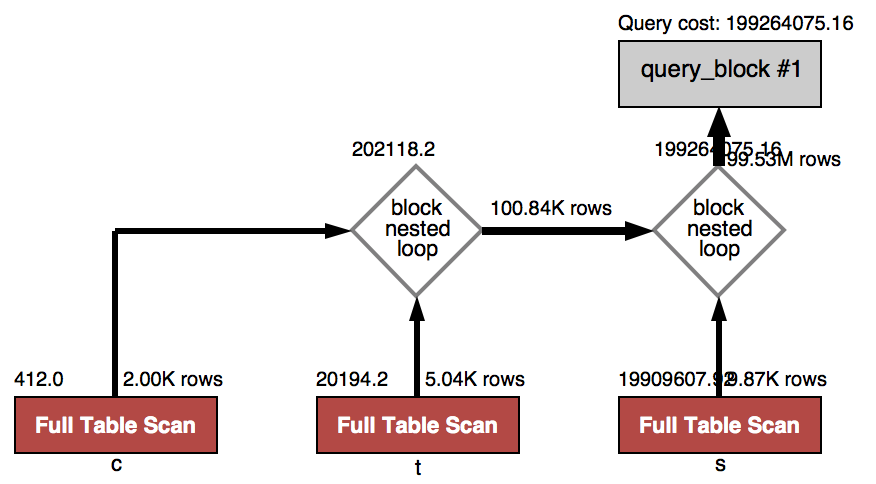 Query cost: 199264075.16
query_block #1
202118.2
199264075.16
99.53M rows
block
nested
loop
100.84K rows
block
nested
loop
412.0
2.00K rows
20194.2
5.04K rows
19909607.92
9.87K rows
Full Table Scan
Full Table Scan
Full Table Scan
c
t
s